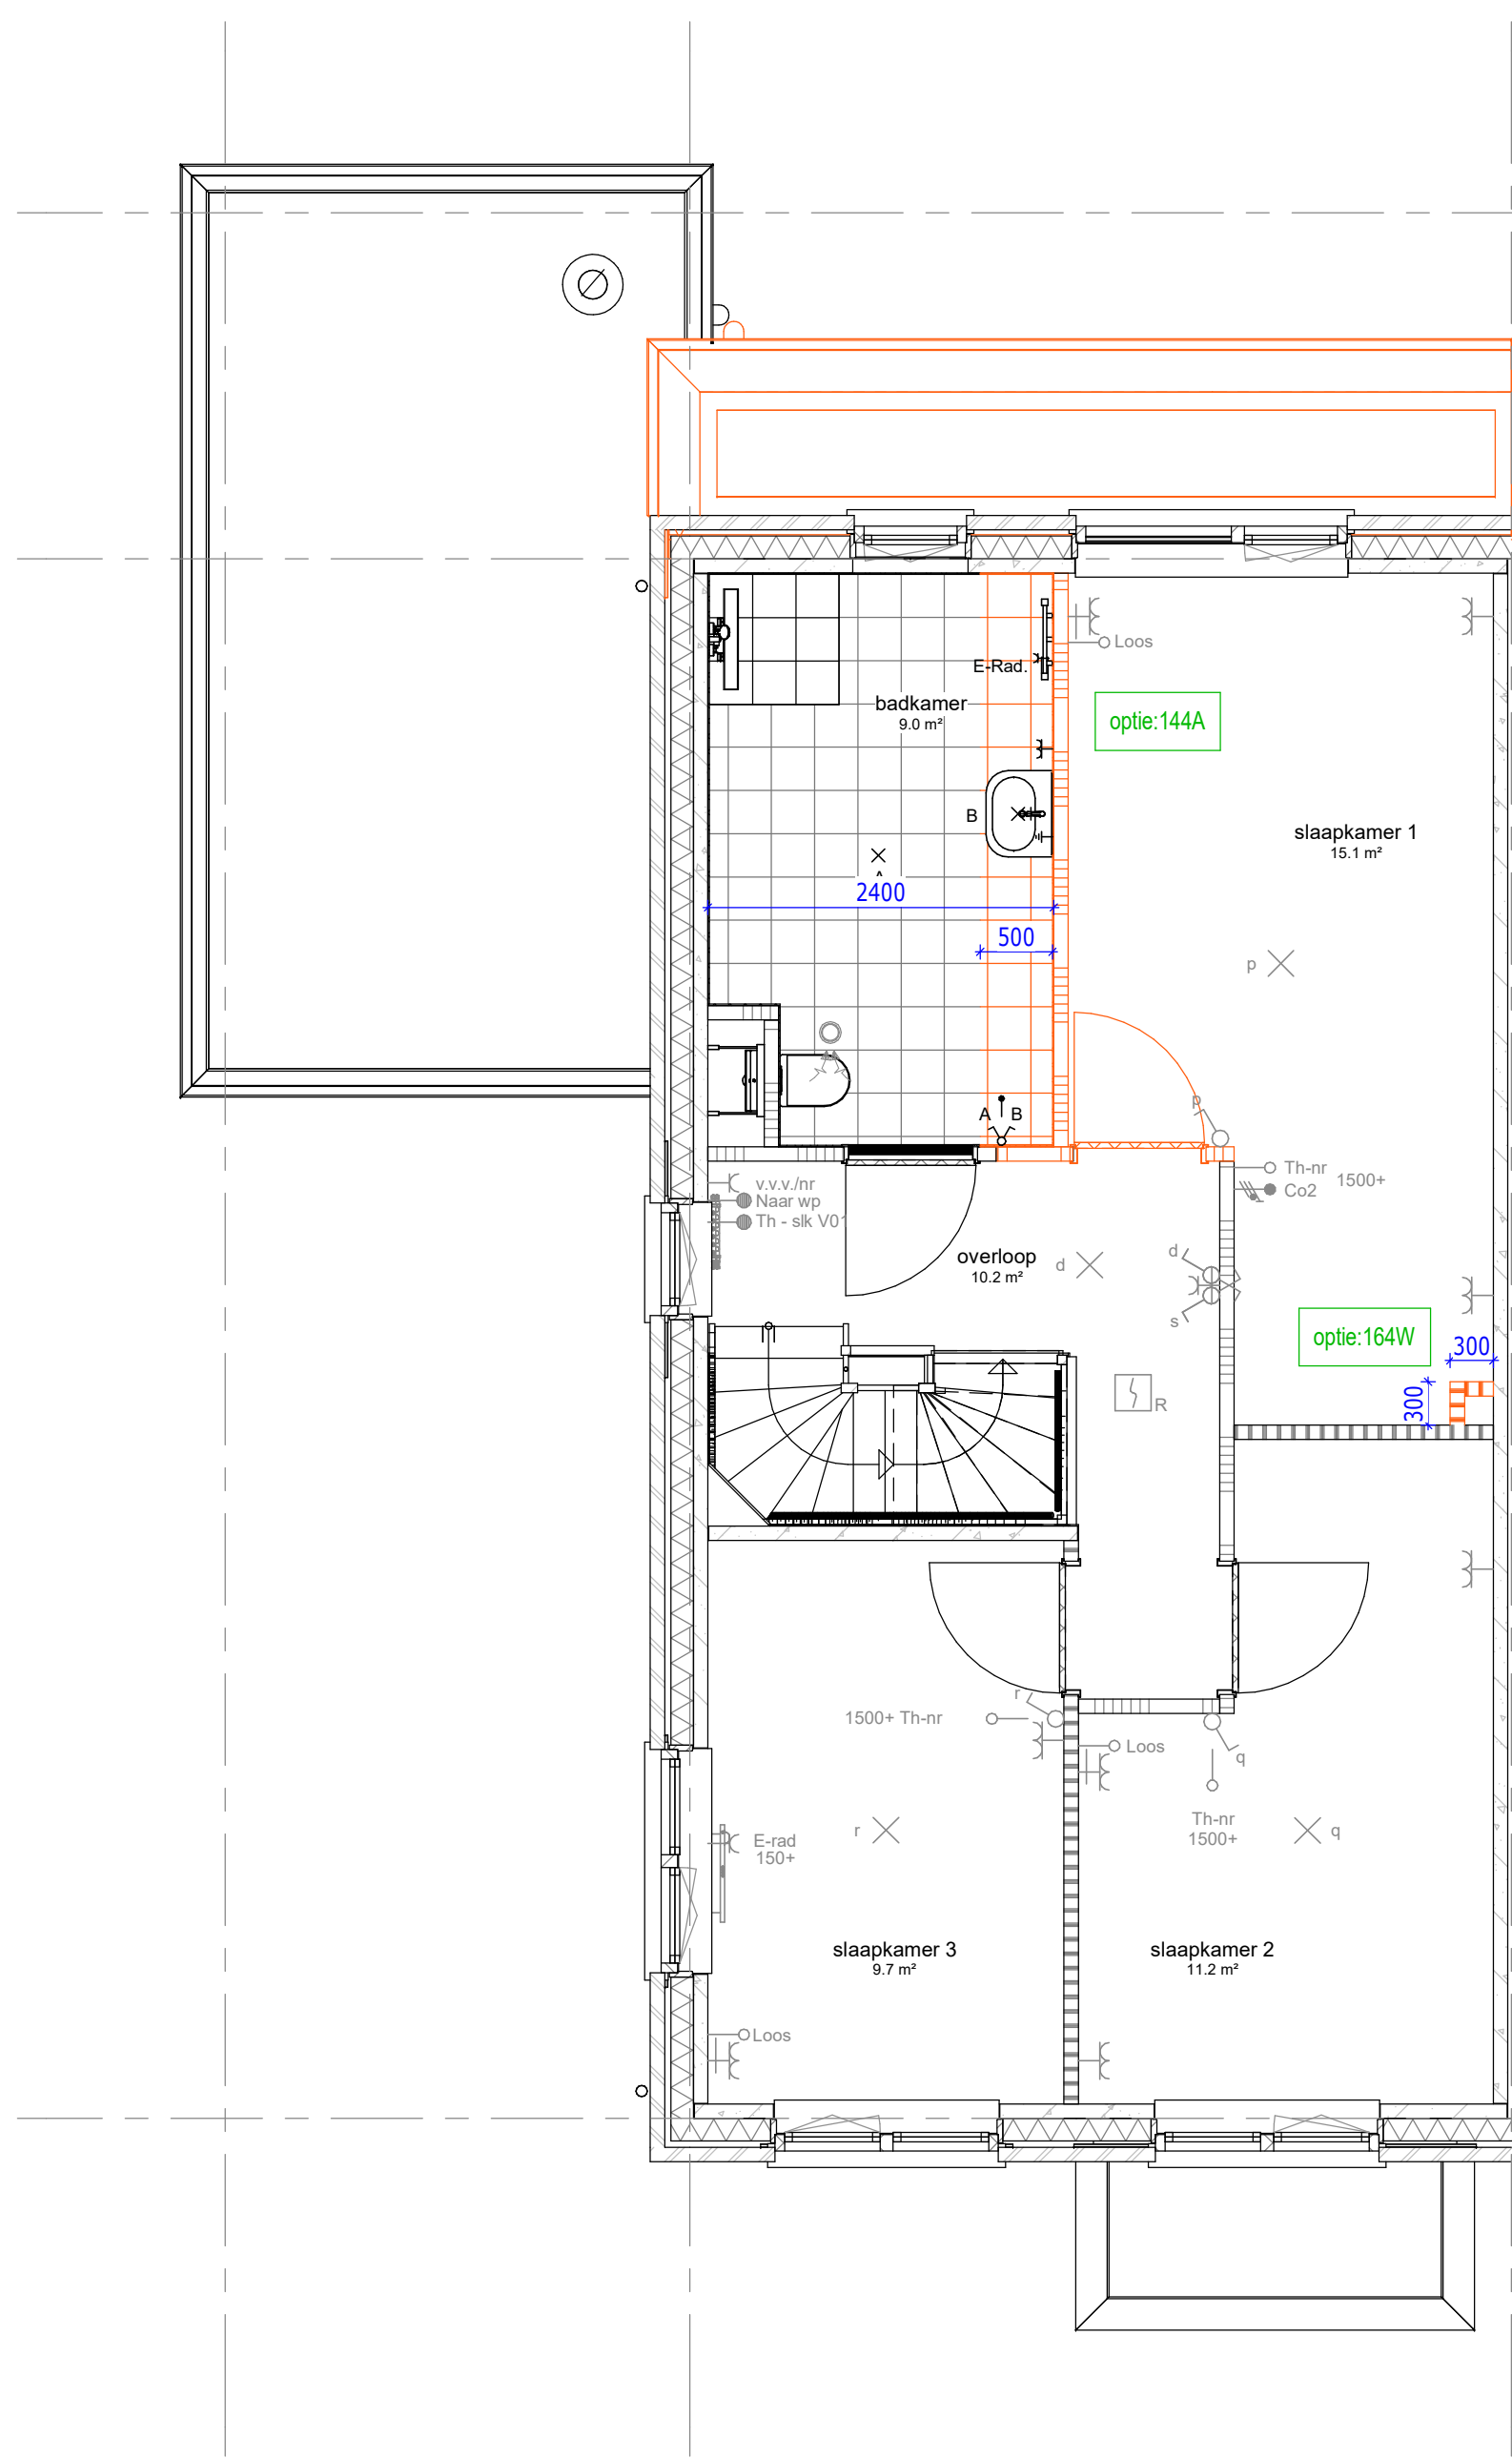 Loos
E-Rad.
badkamer
9.0 m²
optie:144A
B
slaapkamer 1
15.1 m²
A
2400
500
p
p
A B
Th-nr
Co2
1500+
v.v.v./nr
Naar wp
Th - slk V01
overloop
10.2 m²
d
d
s
optie:164W
300
300
R
r
1500+ Th-nr
Loos
q
Th-nr
1500+
r
q
E-rad
150+
slaapkamer 3
9.7 m²
slaapkamer 2
11.2 m²
Loos